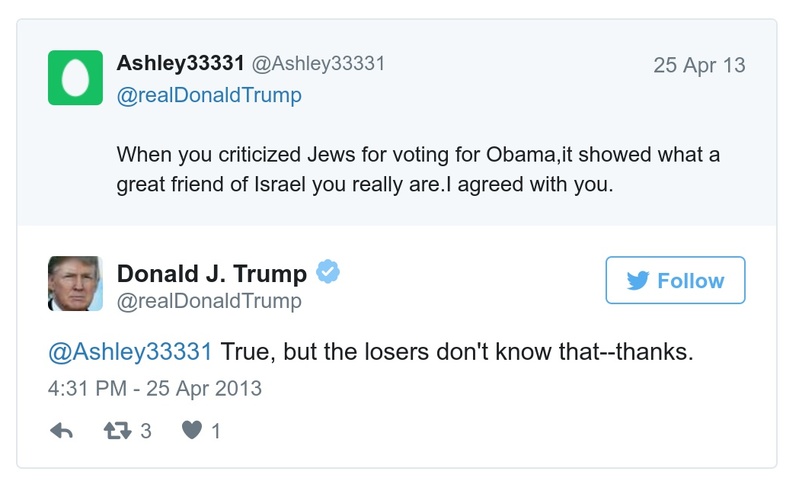 Ashley33331 @Ashley33331 25 Apr 13
@realDonaldTrump
When you criticized Jews for voting for Obama,it showed what a
great friend of Israel you really are.I agreed with you.
Donald J. Trump
@realDonaldTrump
Follow
@Ashley33331 True, but the losers don't know that--thanks.
4:31 PM - 25 Apr 2013
3 1